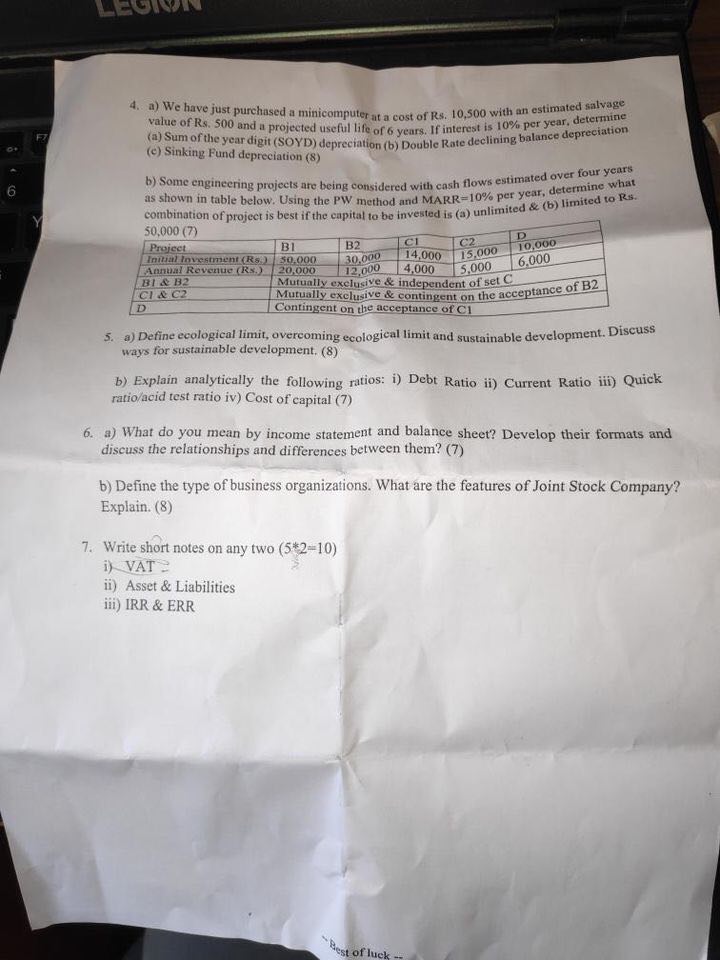 LEGION
F7
6
Y
4. a) We have just purchased a minicomputer at a cost of Rs. 10,500 with an estimated salvage
value of Rs. 500 and a projected useful life of 6 years. If interest is 10% per year, determine
(a) Sum of the year digit (SOYD) depreciation (b) Double Rate declining balance depreciation
(c) Sinking Fund depreciation (8)
b) Some engineering projects are being considered with cash flows estimated over four years
as shown in table below. Using the PW method and MARR=10% per year, determine what
combination of project is best if the capital to be invested is (a) unlimited & (b) limited to Rs.
50,000 (7)
Project B1 B2 C1 C2 D
Initial Investment (Rs.) 50,000 30,000 14,000 15,000 10,000
Annual Revenue (Rs.) 20,000 12,000 4,000 5,000 6,000
B1 & B2 Mutually exclusive & independent of set C
C1 & C2 Mutually exclusive & contingent on the acceptance of B2
D Contingent on the acceptance of C1
5. a) Define ecological limit, overcoming ecological limit and sustainable development. Discuss
ways for sustainable development. (8)
b) Explain analytically the following ratios: i) Debt Ratio ii) Current Ratio iii) Quick
ratio/acid test ratio iv) Cost of capital (7)
6. a) What do you mean by income statement and balance sheet? Develop their formats and
discuss the relationships and differences between them? (7)
b) Define the type of business organizations. What are the features of Joint Stock Company?
Explain. (8)
7. Write short notes on any two (5*2=10)
i) VAT
ii) Asset & Liabilities
iii) IRR & ERR
-- Best of luck --